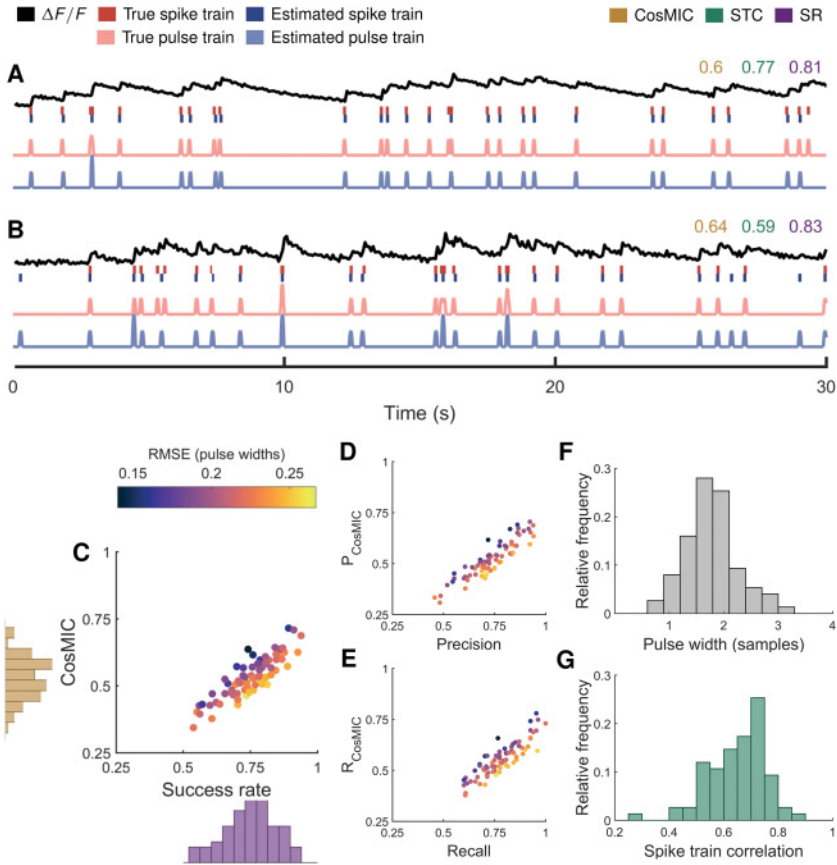 ΔF/F True spike train Estimated spike train CosMIC STC SR
True pulse train Estimated pulse train
A 0.6 0.77 0.81
B 0.64 0.59 0.83
0 10 20 30
Time (s)
RMSE (pulse widths)
0.15 0.2 0.25
C
1
0.75
CosMIC
0.5
0.25
0.25 0.5 0.75 1
Success rate
D
1
0.75
PCosMIC
0.5
0.25
0.25 0.5 0.75 1
Precision
E
1
0.75
RCosMIC
0.5
0.25
0.25 0.5 0.75 1
Recall
F
0.3
0.2
Relative frequency
0.1
0
1 2 3 4
Pulse width (samples)
G
0.3
0.2
Relative frequency
0.1
0
0.2 0.4 0.6 0.8 1
Spike train correlation